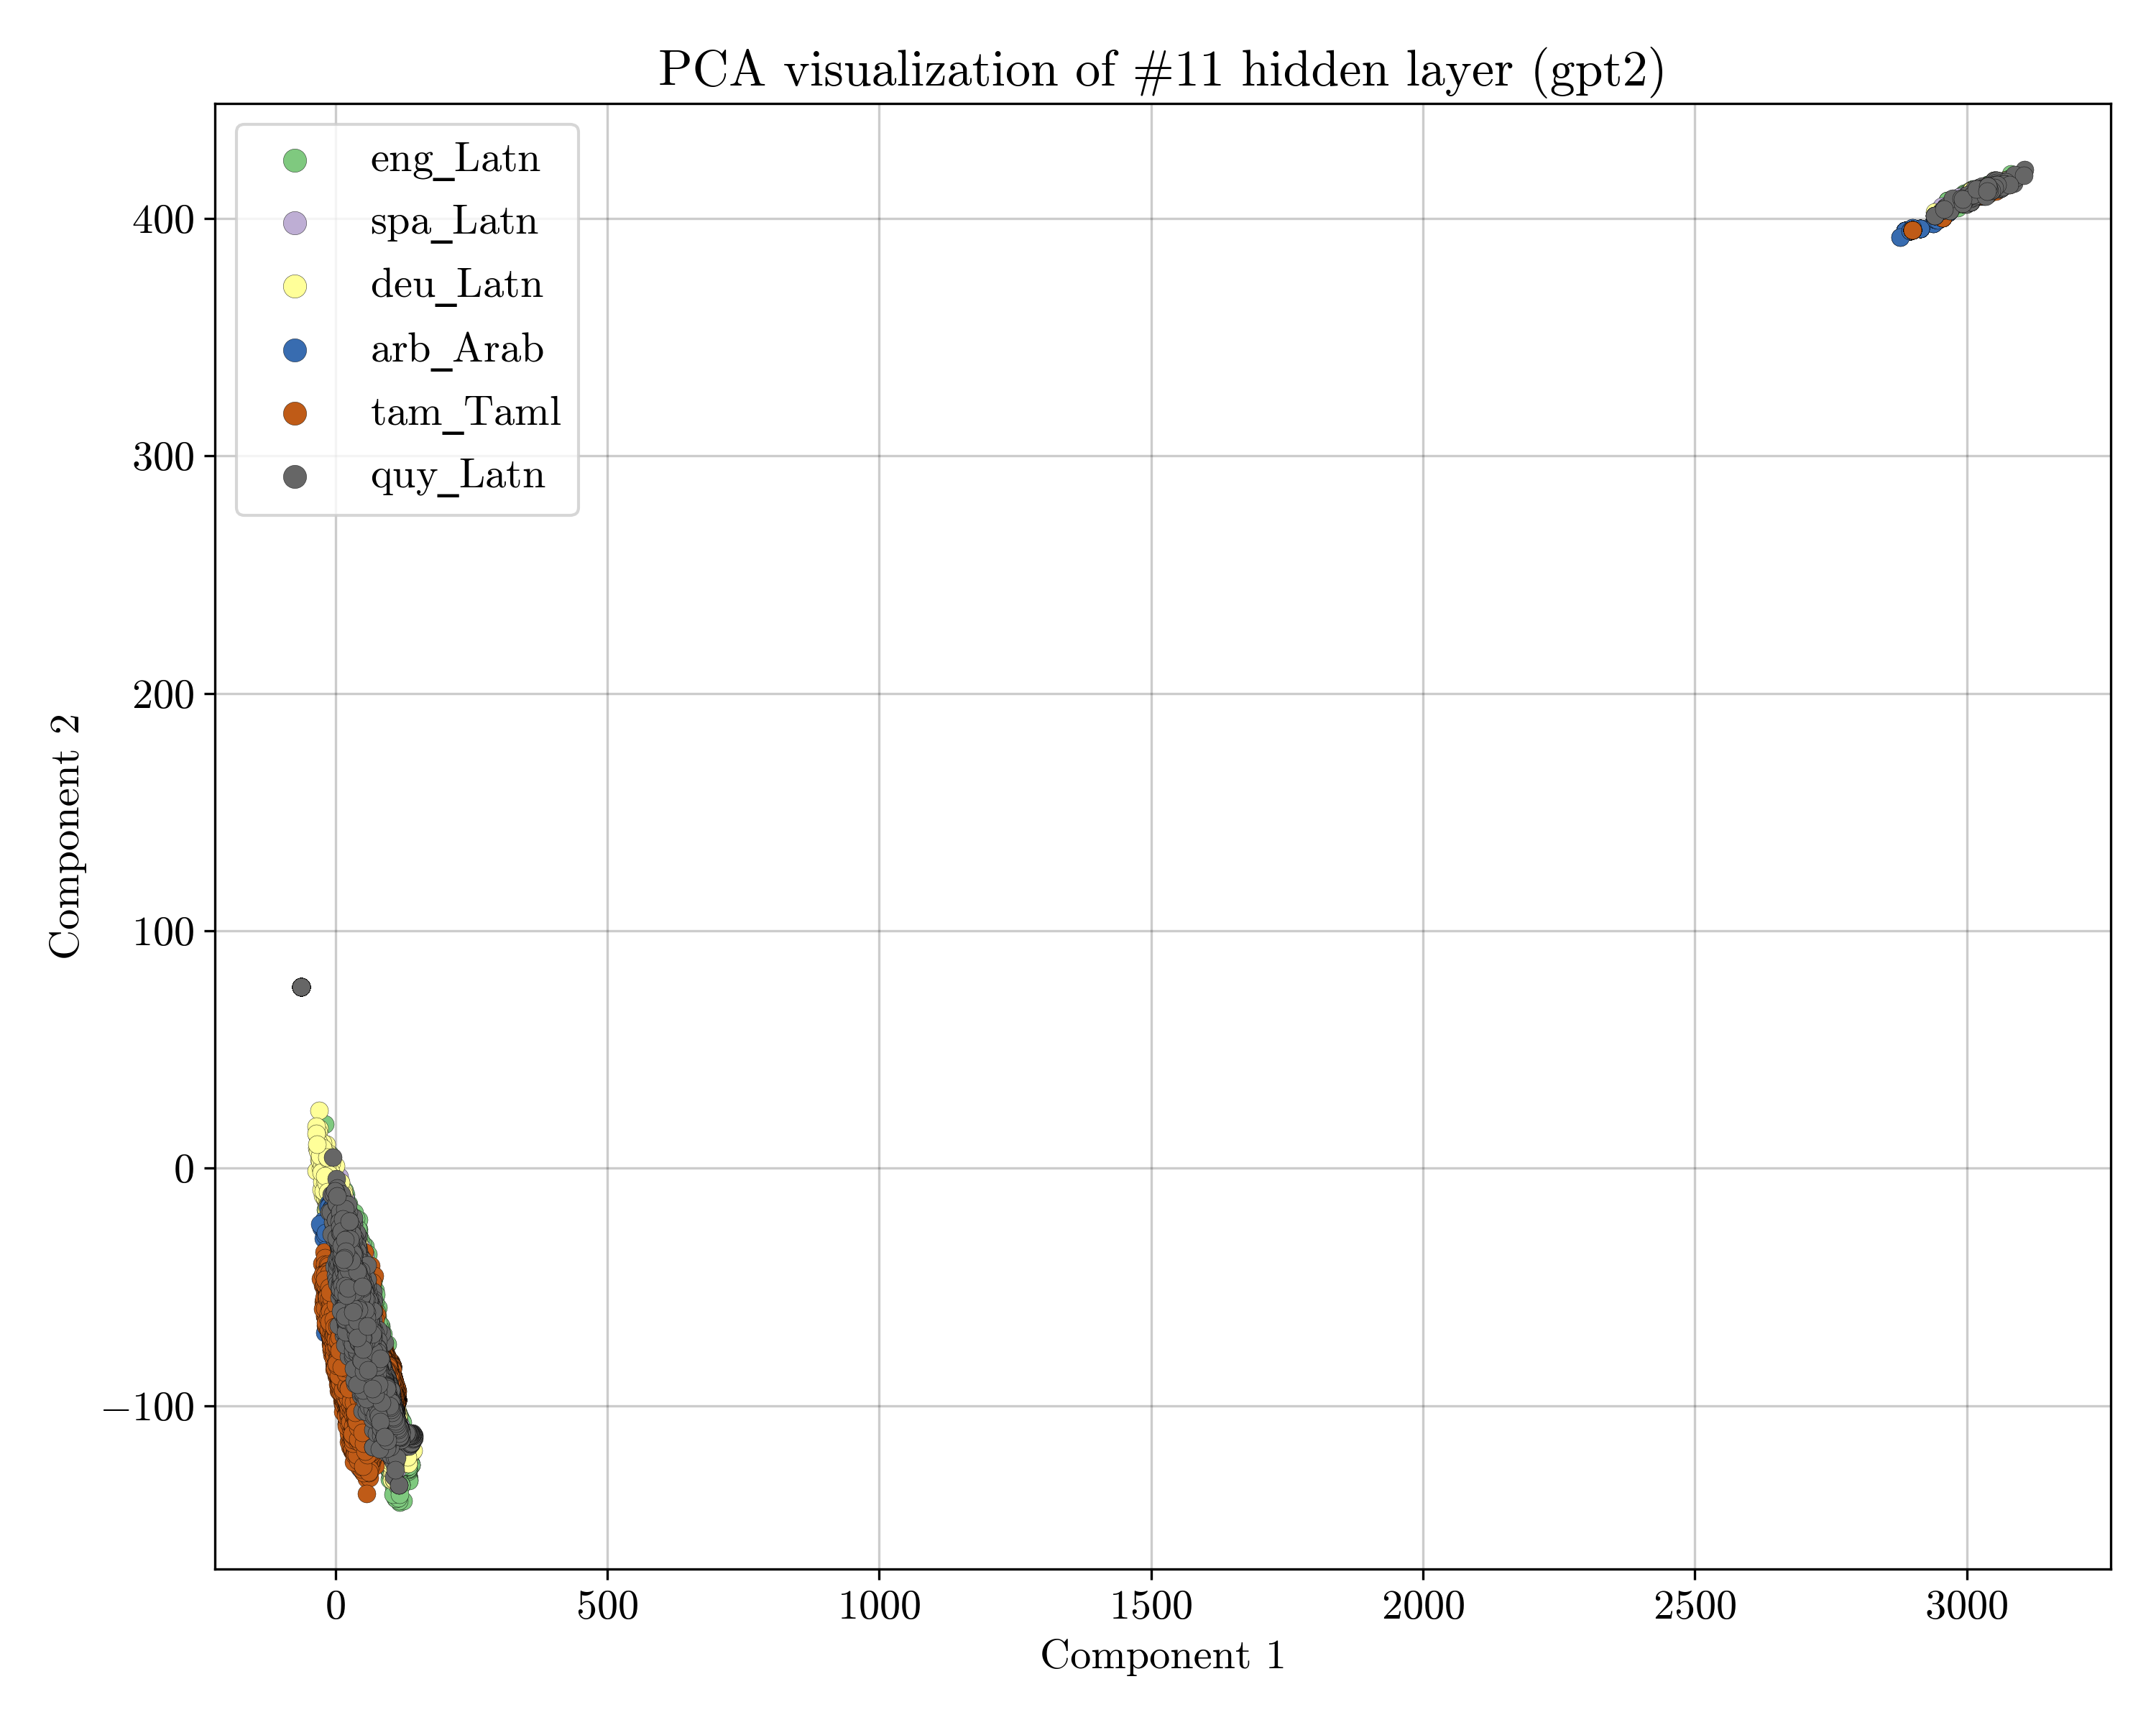 PCA visualization of #11 hidden layer (gpt2)
eng_Latn
spa_Latn
deu_Latn
arb_Arab
tam_Taml
quy_Latn
400
300
200
100
0
−100
Component 2
0 500 1000 1500 2000 2500 3000
Component 1